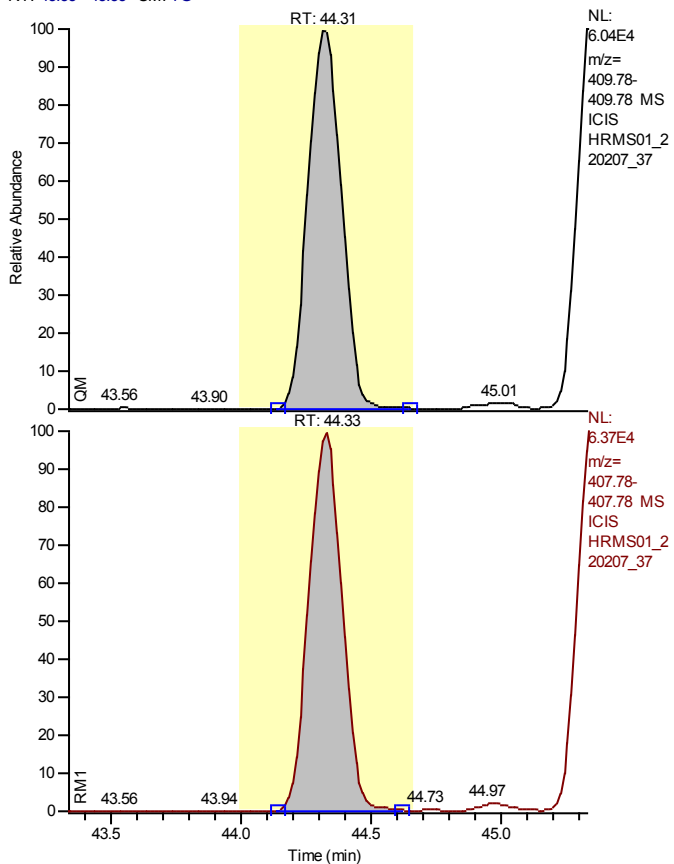 RT: 44.31
NL:
6.04E4
m/z=
409.78-
409.78 MS
ICIS
HRMS01_2
20207_37
100
90
80
70
60
50
40
30
20
10
0
Relative Abundance
QM
43.56
43.90
45.01
RT: 44.33
NL:
6.37E4
m/z=
407.78-
407.78 MS
ICIS
HRMS01_2
20207_37
100
90
80
70
60
50
40
30
20
10
0
RM1
43.56
43.94
44.73
44.97
43.5
44.0
44.5
45.0
Time (min)